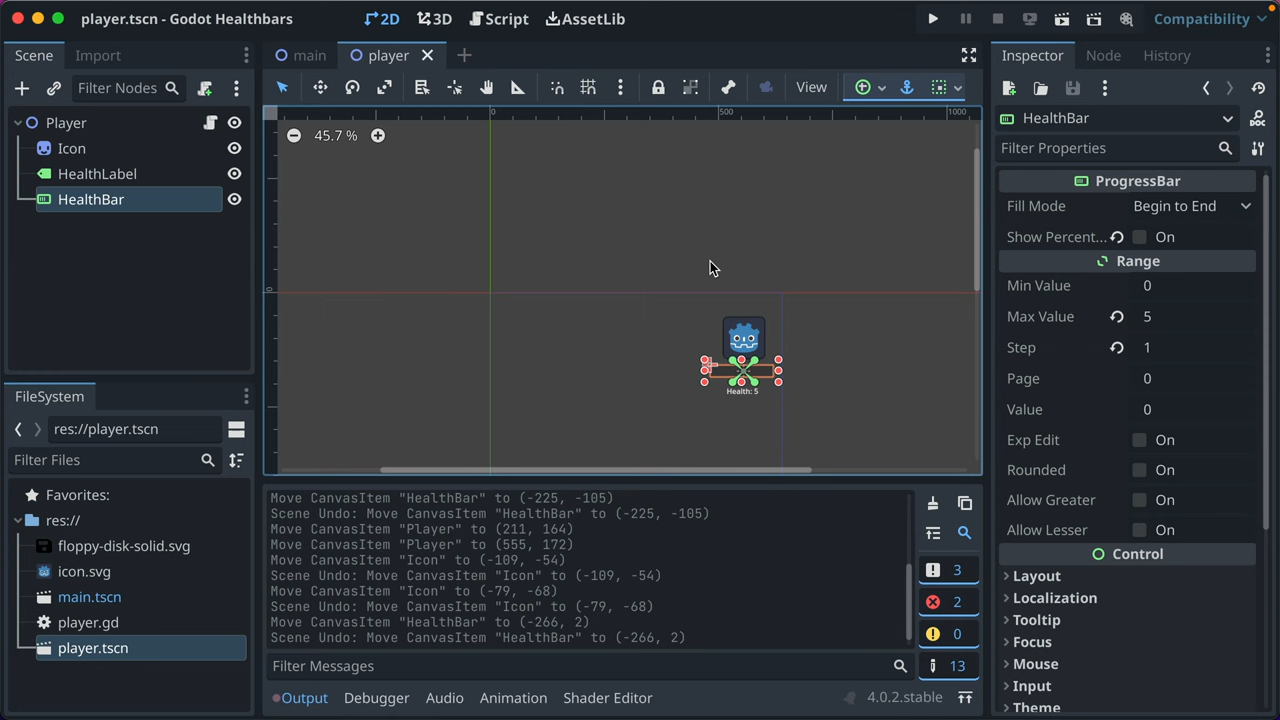 player.tscn - Godot Healthbars
2D
3D
Script
AssetLib
Compatibility
Scene
Import
Filter Nodes
Player
Icon
HealthLabel
HealthBar
main
player
View
0
500
1000
45.7 %
0
Health: 5
FileSystem
res://player.tscn
Filter Files
Favorites:
res://
floppy-disk-solid.svg
icon.svg
main.tscn
player.gd
player.tscn
Move CanvasItem "HealthBar" to (-225, -105)
Scene Undo: Move CanvasItem "HealthBar" to (-225, -105)
Move CanvasItem "Player" to (211, 164)
Move CanvasItem "Player" to (555, 172)
Move CanvasItem "Icon" to (-109, -54)
Scene Undo: Move CanvasItem "Icon" to (-109, -54)
Move CanvasItem "Icon" to (-79, -68)
Scene Undo: Move CanvasItem "Icon" to (-79, -68)
Move CanvasItem "HealthBar" to (-266, 2)
Scene Undo: Move CanvasItem "HealthBar" to (-266, 2)
3
2
0
13
Filter Messages
Output
Debugger
Audio
Animation
Shader Editor
4.0.2.stable
Inspector
Node
History
HealthBar
DOC
Filter Properties
ProgressBar
Fill Mode Begin to End
Show Percent... On
Range
Min Value 0
Max Value 5
Step 1
Page 0
Value 0
Exp Edit On
Rounded On
Allow Greater On
Allow Lesser On
Control
Layout
Localization
Tooltip
Focus
Mouse
Input
Theme